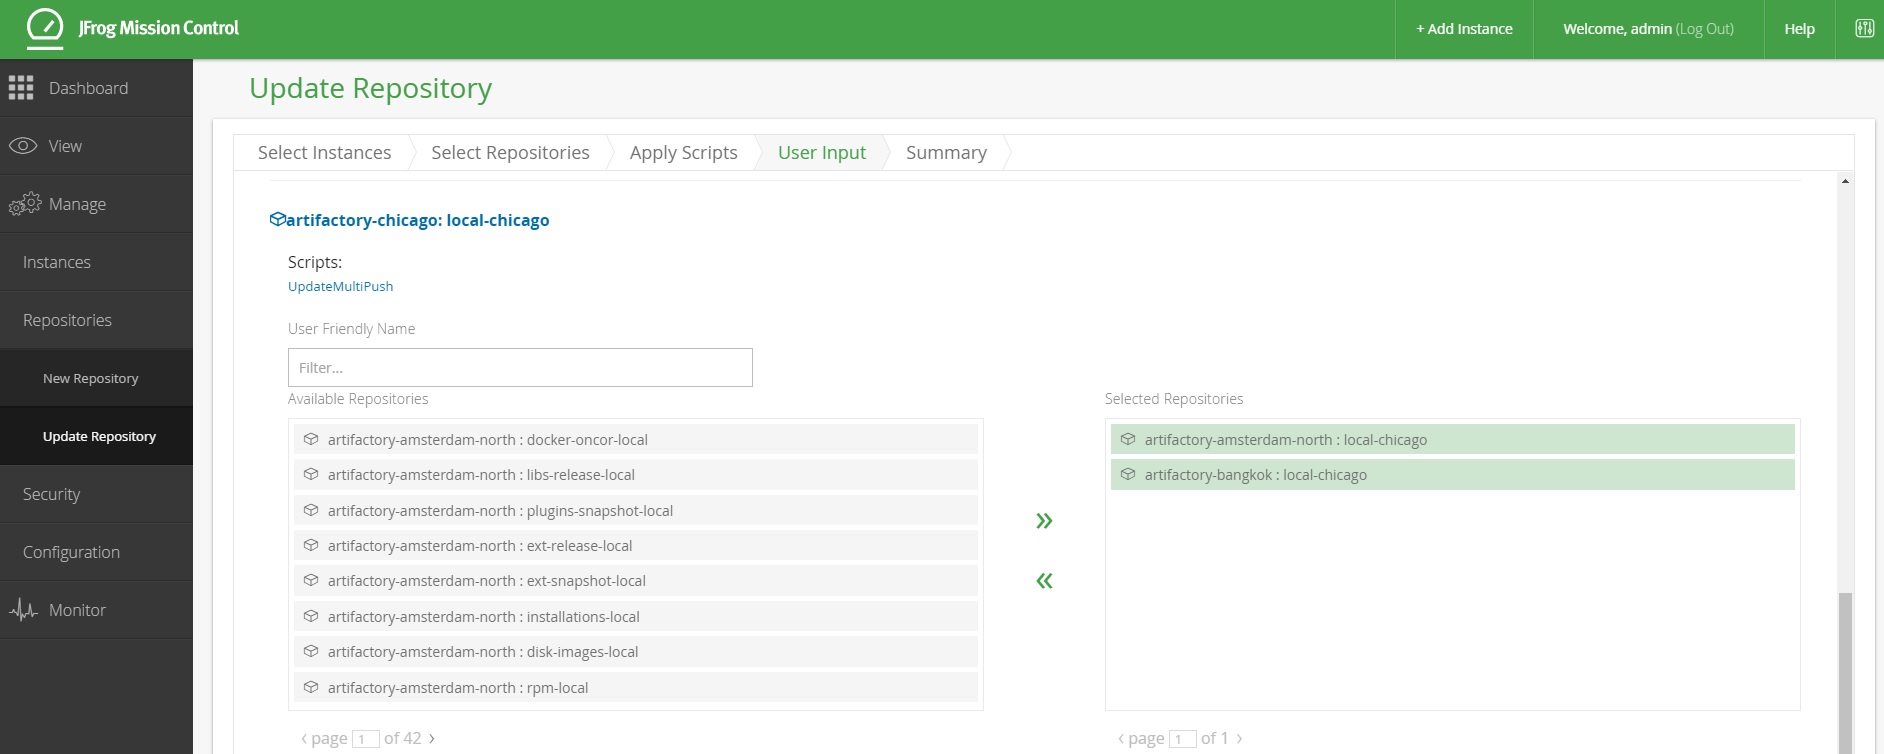 JFrog Mission Control
+ Add Instance
Welcome, admin (Log Out)
Help
Dashboard
View
Manage
Instances
Repositories
New Repository
Update Repository
Security
Configuration
Monitor
Update Repository
Select Instances
Select Repositories
Apply Scripts
User Input
Summary
artifactory-chicago: local-chicago
Scripts:
UpdateMultiPush
User Friendly Name
Filter...
Available Repositories
artifactory-amsterdam-north : docker-oncor-local
artifactory-amsterdam-north : libs-release-local
artifactory-amsterdam-north : plugins-snapshot-local
artifactory-amsterdam-north : ext-release-local
artifactory-amsterdam-north : ext-snapshot-local
artifactory-amsterdam-north : installations-local
artifactory-amsterdam-north : disk-images-local
artifactory-amsterdam-north : rpm-local
‹ page 1 of 42 ›
»
«
Selected Repositories
artifactory-amsterdam-north : local-chicago
artifactory-bangkok : local-chicago
‹ page 1 of 1 ›